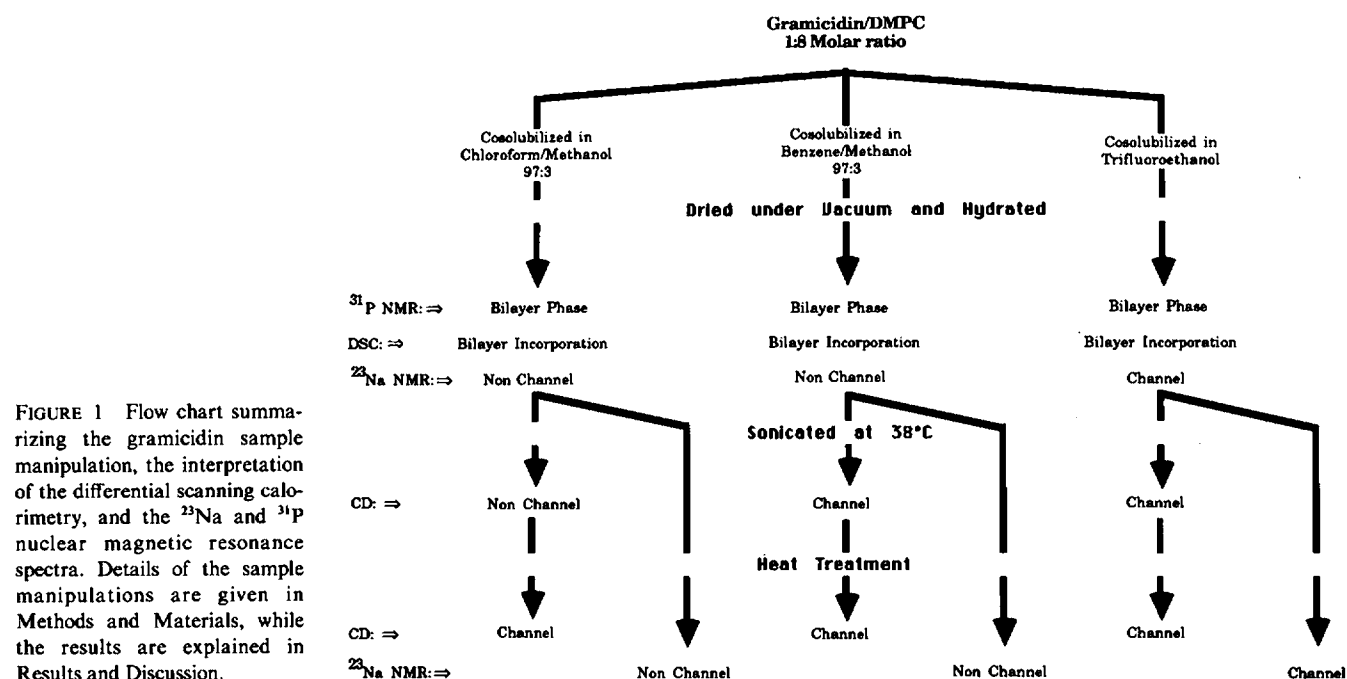 Gramicidin/DMPC
1:8 Molar ratio
Cosolubilized in
Chloroform/Methanol
97:3
Cosolubilized in
Benzene/Methanol
97:3
Cosolubilized in
Trifluoroethanol
Dried under Vacuum and Hydrated
³¹P NMR:⇒ Bilayer Phase Bilayer Phase Bilayer Phase
DSC: ⇒ Bilayer Incorporation Bilayer Incorporation Bilayer Incorporation
²³Na NMR:⇒ Non Channel Non Channel Channel
Sonicated at 38°C
CD: ⇒ Non Channel Channel Channel
Heat Treatment
CD: ⇒ Channel Channel Channel
²³Na NMR:⇒ Non Channel Non Channel Channel
FIGURE 1 Flow chart summa-
rizing the gramicidin sample
manipulation, the interpretation
of the differential scanning calo-
rimetry, and the ²³Na and ³¹P
nuclear magnetic resonance
spectra. Details of the sample
manipulations are given in
Methods and Materials, while
the results are explained in
Results and Discussion.